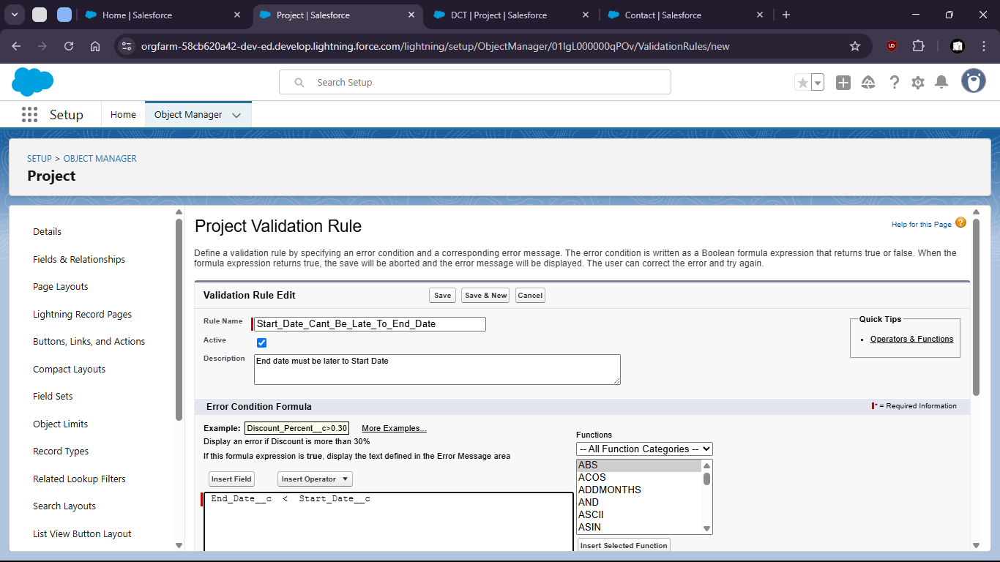 Home | Salesforce
Project | Salesforce
DCT | Project | Salesforce
Contact | Salesforce
orgfarm-58cb620a42-dev-ed.develop.lightning.force.com/lightning/setup/ObjectManager/01IgL000000qPOv/ValidationRules/new
Search Setup
Setup
Home
Object Manager
SETUP > OBJECT MANAGER
Project
Details
Fields & Relationships
Page Layouts
Lightning Record Pages
Buttons, Links, and Actions
Compact Layouts
Field Sets
Object Limits
Record Types
Related Lookup Filters
Search Layouts
List View Button Layout
Project Validation Rule
Help for this Page ?
Define a validation rule by specifying an error condition and a corresponding error message. The error condition is written as a Boolean formula expression that returns true or false. When the
formula expression returns true, the save will be aborted and the error message will be displayed. The user can correct the error and try again.
Validation Rule Edit
Save
Save & New
Cancel
Rule Name
Start_Date_Cant_Be_Late_To_End_Date
Active
Description
End date must be later to Start Date
Quick Tips
• Operators & Functions
Error Condition Formula
* = Required Information
Example: Discount_Percent__c>0.30 More Examples...
Display an error if Discount is more than 30%
If this formula expression is true, display the text defined in the Error Message area
Insert Field
Insert Operator
End_Date__c < Start_Date__c
Functions
-- All Function Categories --
ABS
ACOS
ADDMONTHS
AND
ASCII
ASIN
Insert Selected Function